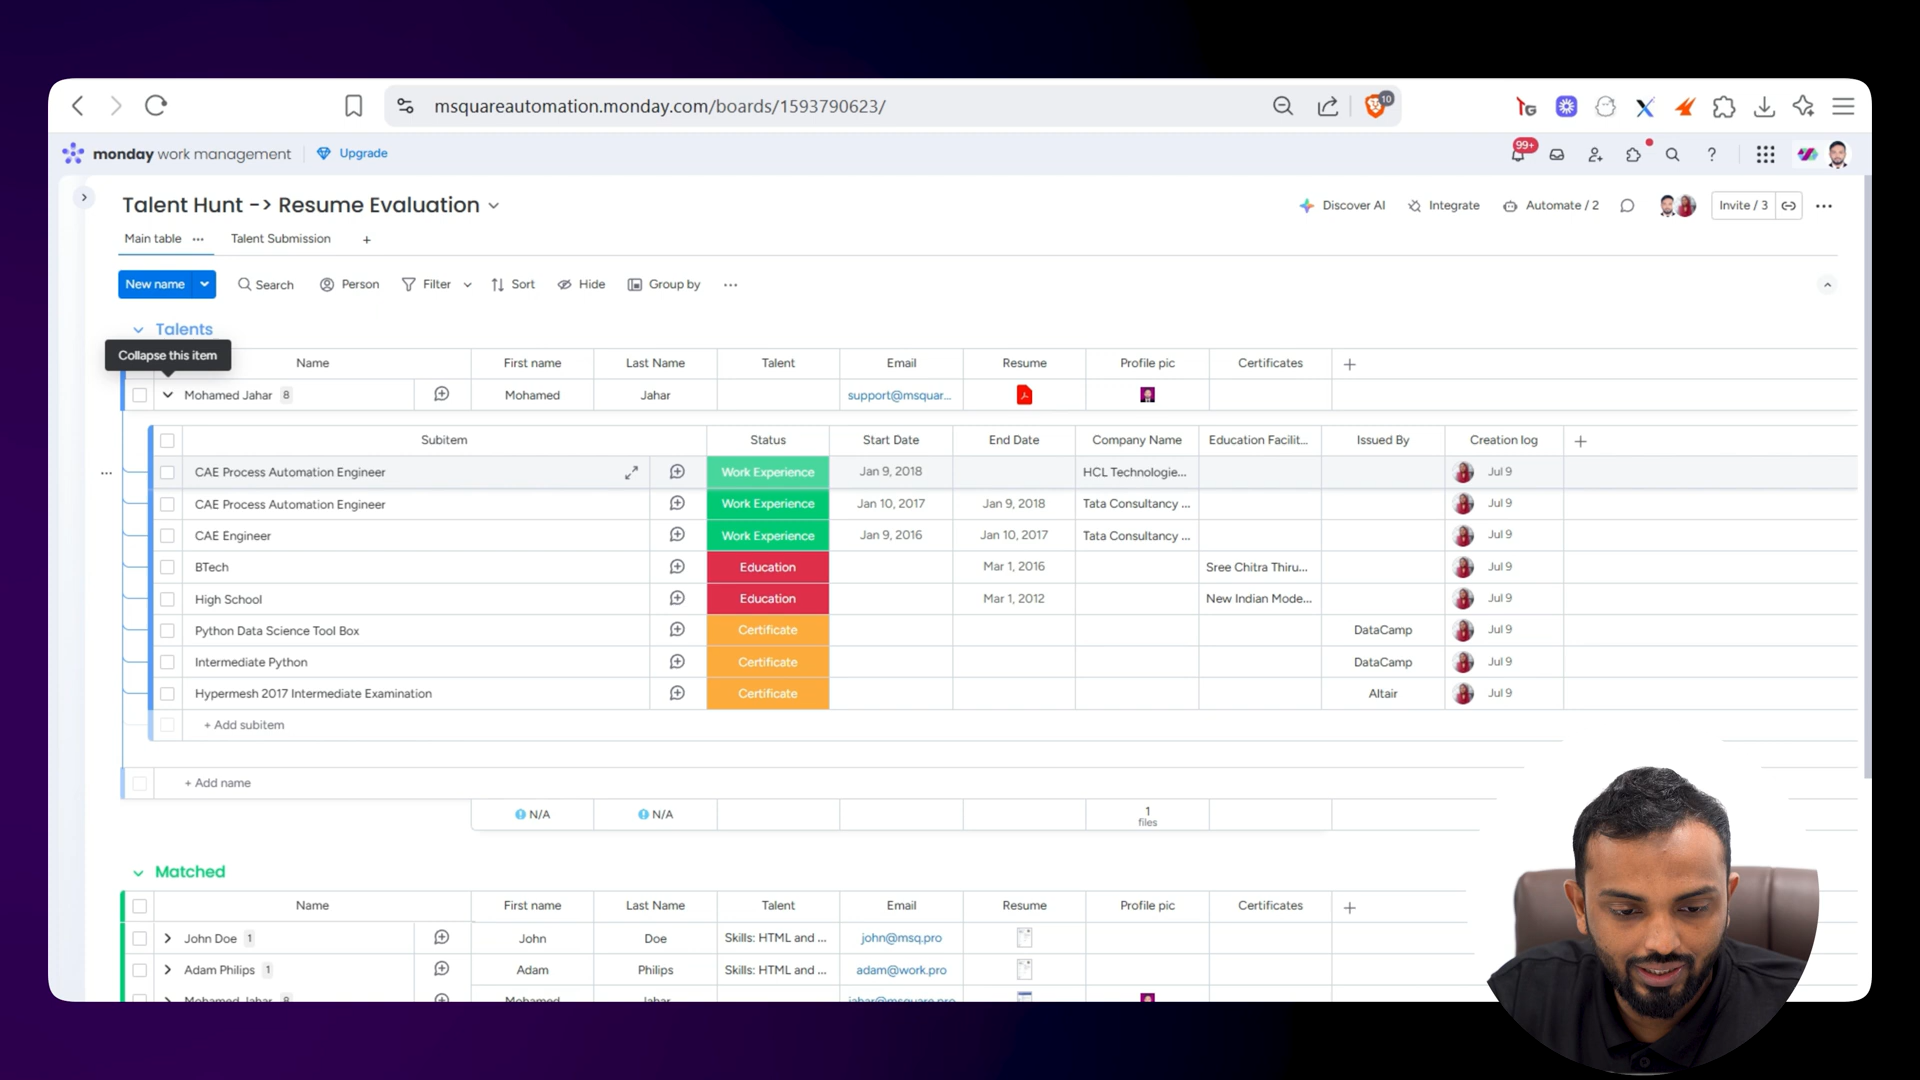 msquareautomation.monday.com/boards/1593790623/
10
monday work management
Upgrade
99+
Talent Hunt -> Resume Evaluation
Discover AI
Integrate
Automate / 2
Invite / 3
Main table
Talent Submission
New name
Search
Person
Filter
Sort
Hide
Group by
Talents
Collapse this item
Name First name Last Name Talent Email Resume Profile pic Certificates
Mohamed Jahar 8 Mohamed Jahar support@msquar...
Subitem Status Start Date End Date Company Name Education Facilit... Issued By Creation log
CAE Process Automation Engineer Work Experience Jan 9, 2018 HCL Technologie... Jul 9
CAE Process Automation Engineer Work Experience Jan 10, 2017 Jan 9, 2018 Tata Consultancy ... Jul 9
CAE Engineer Work Experience Jan 9, 2016 Jan 10, 2017 Tata Consultancy ... Jul 9
BTech Education Mar 1, 2016 Sree Chitra Thiru... Jul 9
High School Education Mar 1, 2012 New Indian Mode... Jul 9
Python Data Science Tool Box Certificate DataCamp Jul 9
Intermediate Python Certificate DataCamp Jul 9
Hypermesh 2017 Intermediate Examination Certificate Altair Jul 9
+ Add subitem
+ Add name
N/A N/A 1 files
Matched
Name First name Last Name Talent Email Resume Profile pic Certificates
John Doe 1 John Doe Skills: HTML and ... john@msq.pro
Adam Philips 1 Adam Philips Skills: HTML and ... adam@work.pro
Mohamed Jahar 8 Mohamed Jahar jahar@msquare.pro